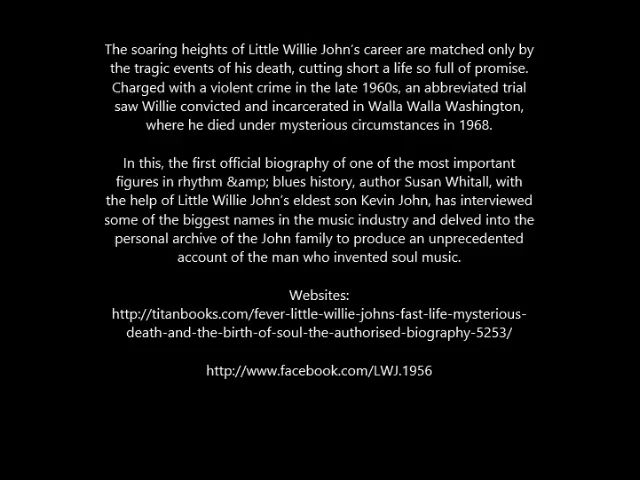 The soaring heights of Little Willie John's career are matched only by
the tragic events of his death, cutting short a life so full of promise.
Charged with a violent crime in the late 1960s, an abbreviated trial
saw Willie convicted and incarcerated in Walla Walla Washington,
where he died under mysterious circumstances in 1968.
In this, the first official biography of one of the most important
figures in rhythm &amp; blues history, author Susan Whitall, with
the help of Little Willie John's eldest son Kevin John, has interviewed
some of the biggest names in the music industry and delved into the
personal archive of the John family to produce an unprecedented
account of the man who invented soul music.
Websites:
http://titanbooks.com/fever-little-willie-johns-fast-life-mysterious-
death-and-the-birth-of-soul-the-authorised-biography-5253/
http://www.facebook.com/LWJ.1956